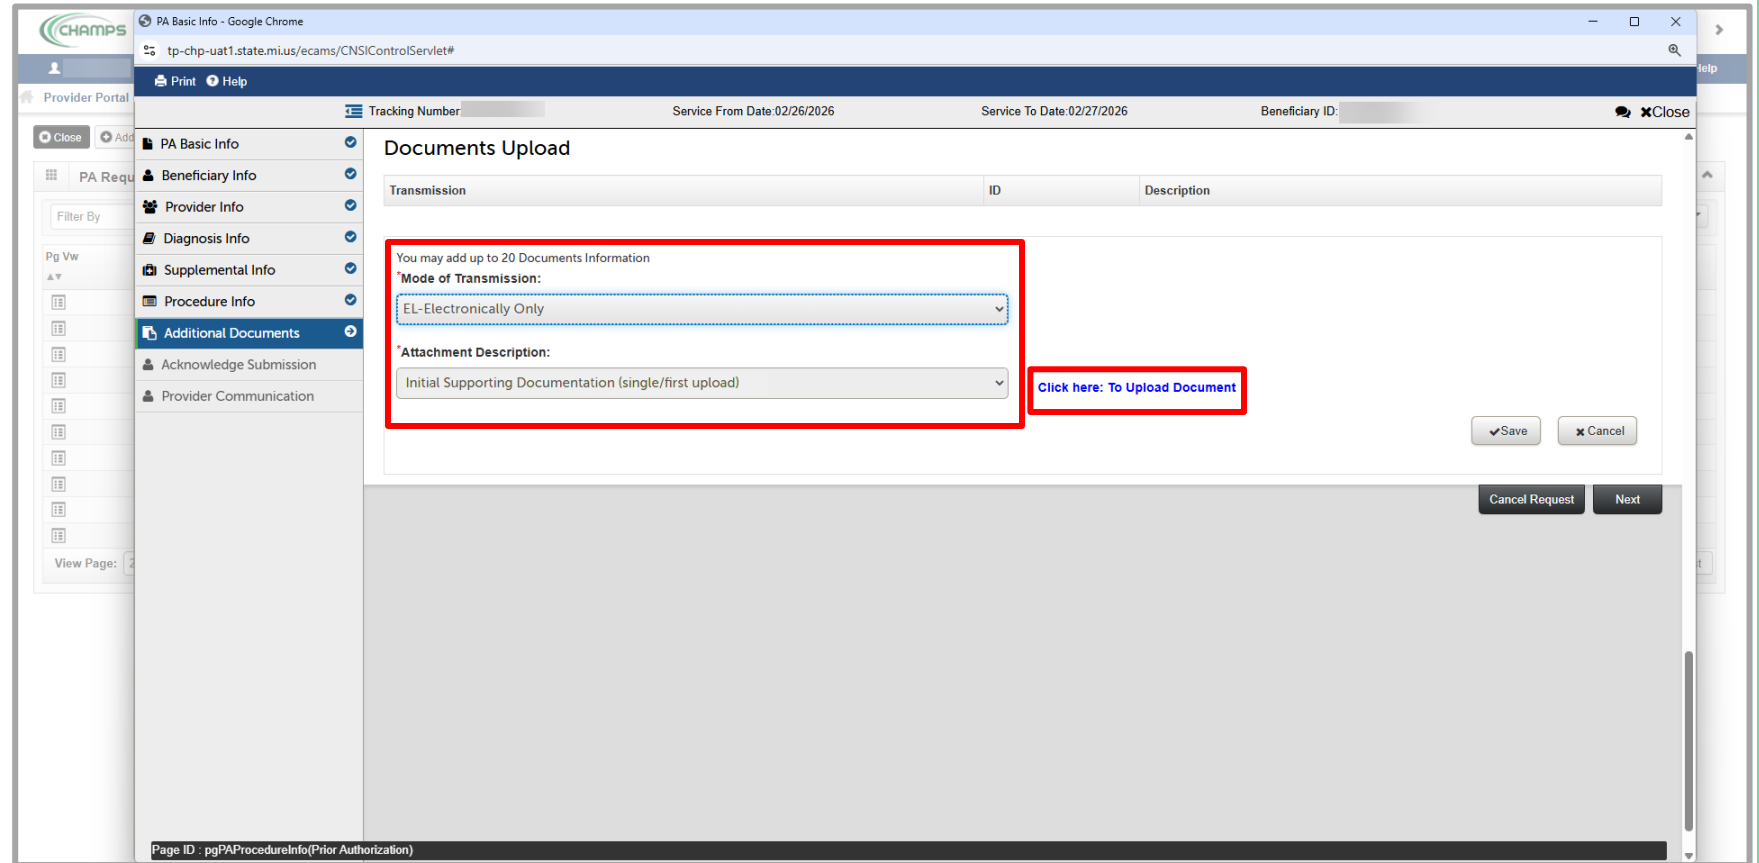 CHAMPS
PA Basic Info - Google Chrome
tp-chp-uat1.state.mi.us/ecams/CNSIControlServlet#
Print Help
Help
Provider Portal
Tracking Number: Service From Date:02/26/2026 Service To Date:02/27/2026 Beneficiary ID: Close
Close Add
PA Basic Info
Beneficiary Info
Provider Info
Diagnosis Info
Supplemental Info
Procedure Info
Additional Documents
Acknowledge Submission
Provider Communication
PA Requ
Filter By
Pg Vw
View Page: 2
Documents Upload
Transmission ID Description
You may add up to 20 Documents Information
*Mode of Transmission:
EL-Electronically Only
*Attachment Description:
Initial Supporting Documentation (single/first upload)
Click here: To Upload Document
Save Cancel
Cancel Request Next
Page ID : pgPAProcedureInfo(Prior Authorization)